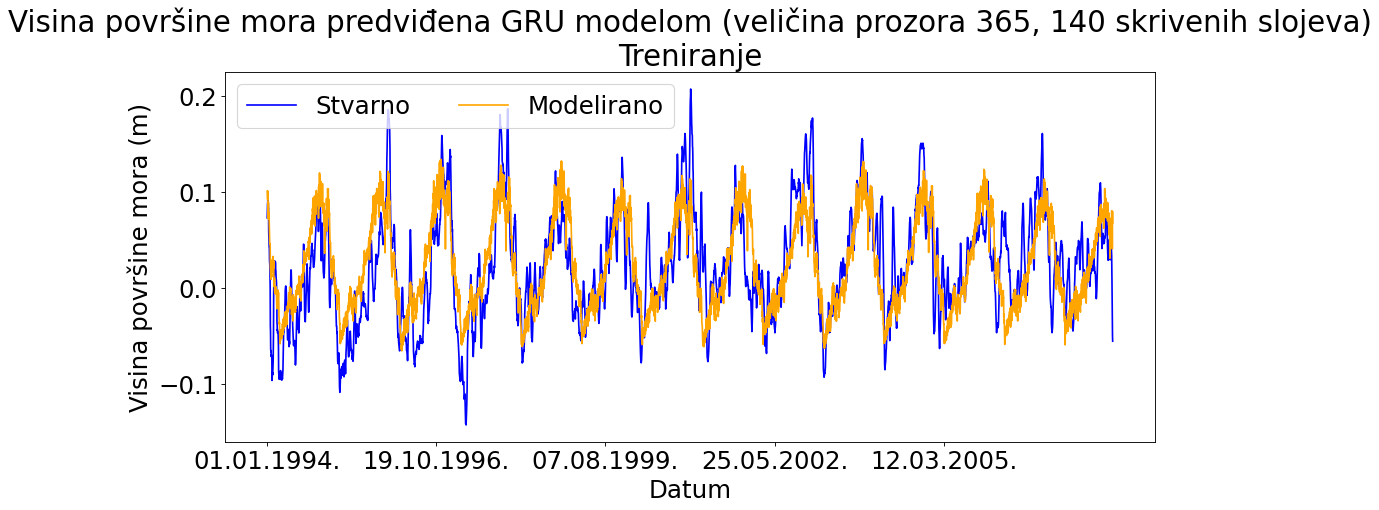 Visina površine mora predviđena GRU modelom (veličina prozora 365, 140 skrivenih slojeva)
Treniranje
Stvarno
Modelirano
Visina površine mora (m)
0.2
0.1
0.0
−0.1
01.01.1994.
19.10.1996.
07.08.1999.
25.05.2002.
12.03.2005.
Datum